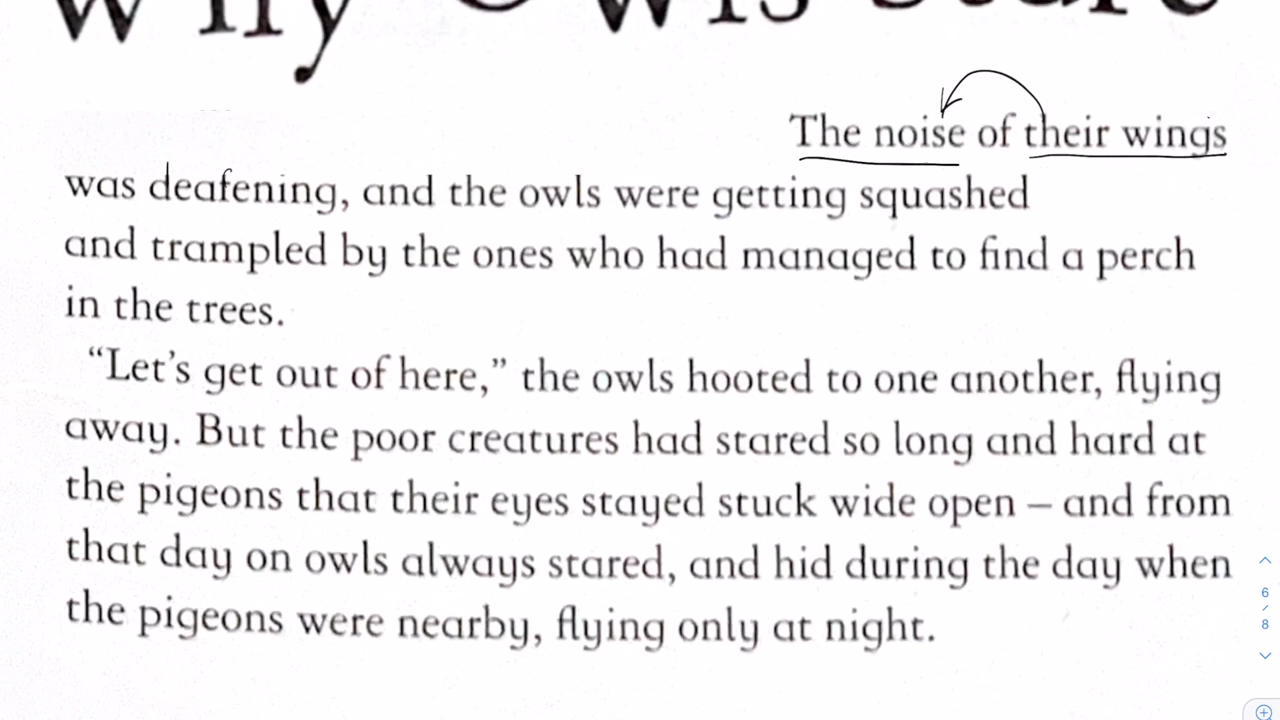 Why Owls Stare
The noise of their wings
was deafening, and the owls were getting squashed
and trampled by the ones who had managed to find a perch
in the trees.
“Let’s get out of here,” the owls hooted to one another, flying
away. But the poor creatures had stared so long and hard at
the pigeons that their eyes stayed stuck wide open – and from
that day on owls always stared, and hid during the day when
the pigeons were nearby, flying only at night.
6
/
8